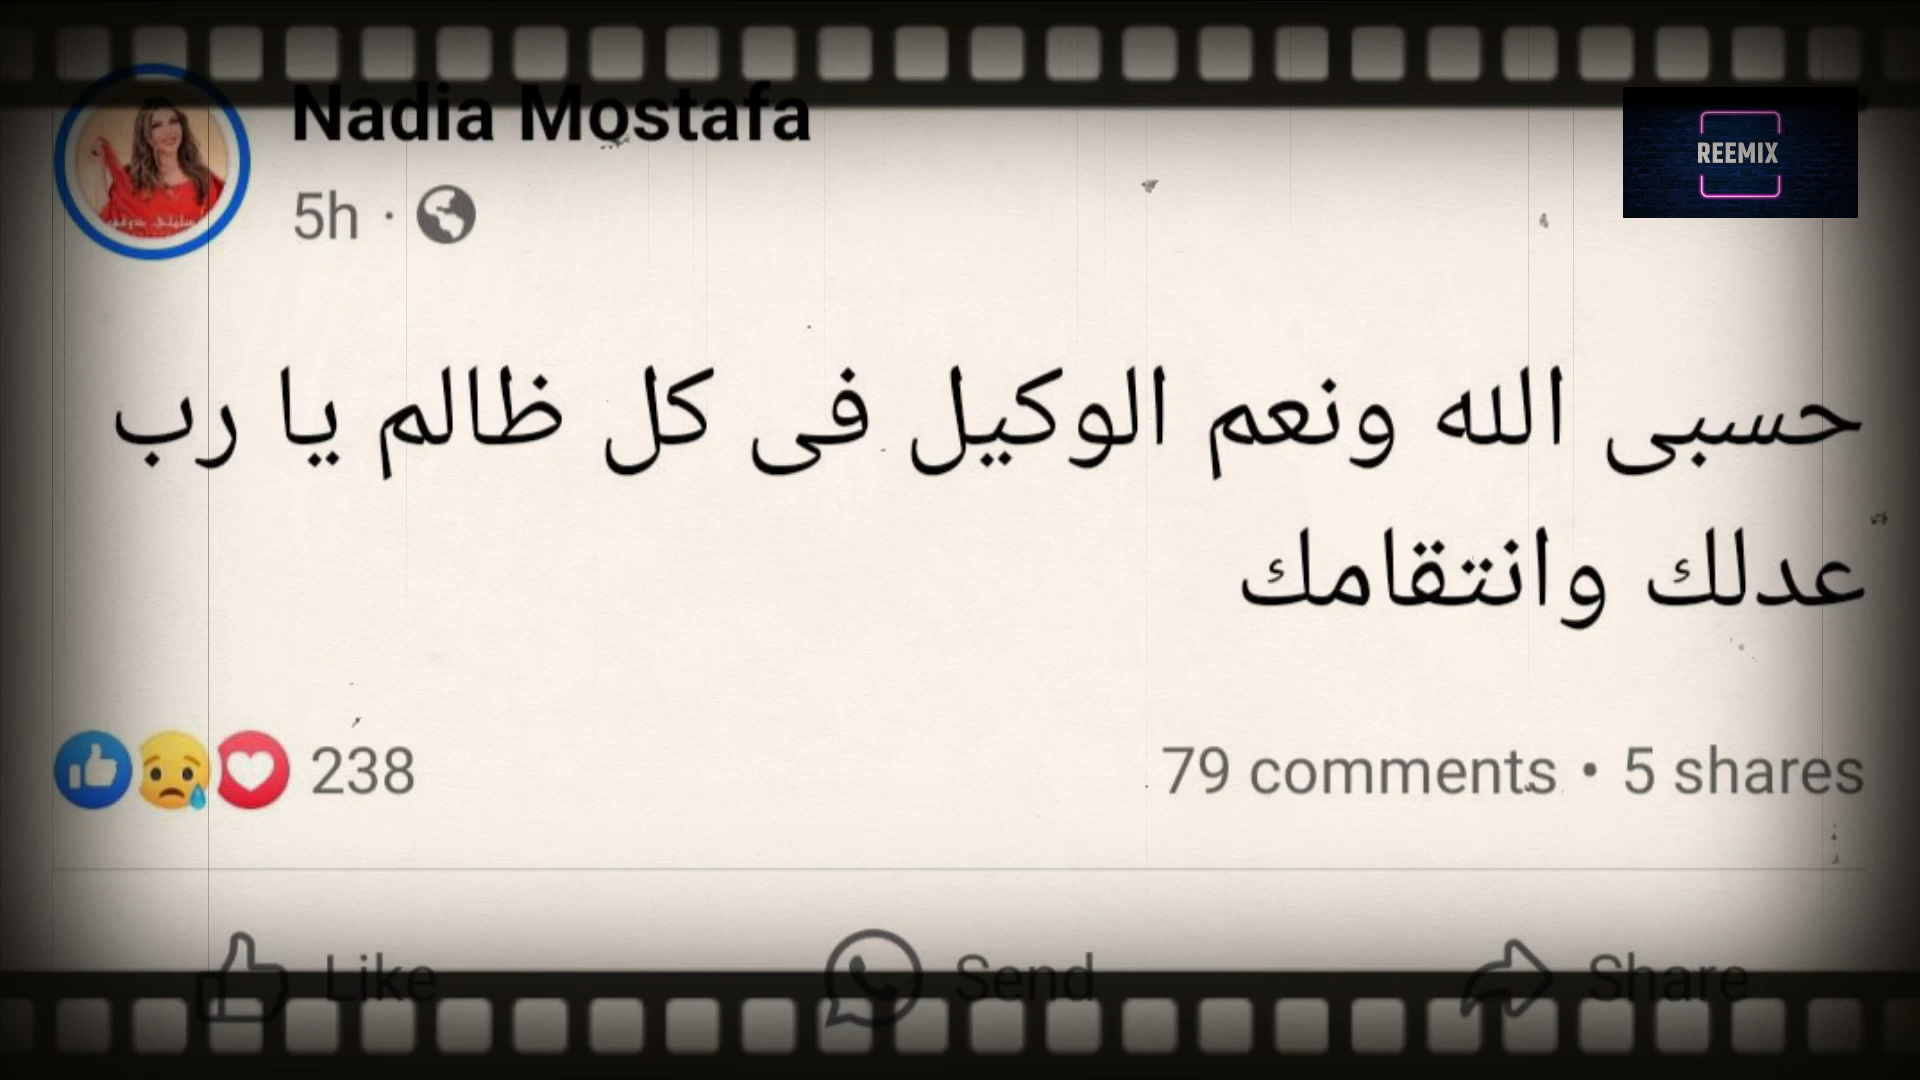 Nadia Mostafa
REEMIX
5h ·
حسبى الله ونعم الوكيل فى كل ظالم يا رب
عدلك وانتقامك
238
79 comments • 5 shares
Like
Send
Share